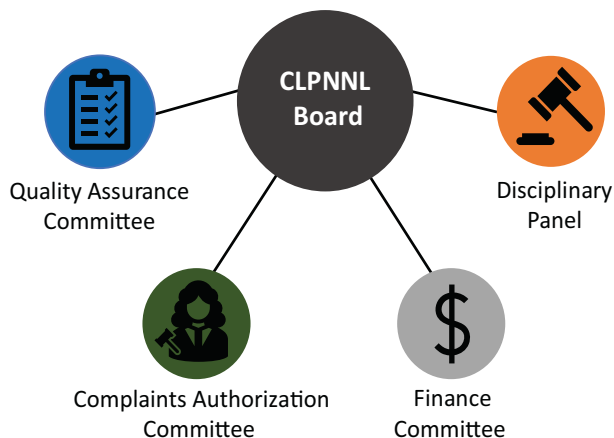 CLPNNL
Board
Quality Assurance
Committee
Disciplinary
Panel
Complaints Authorization
Committee
$
Finance
Committee